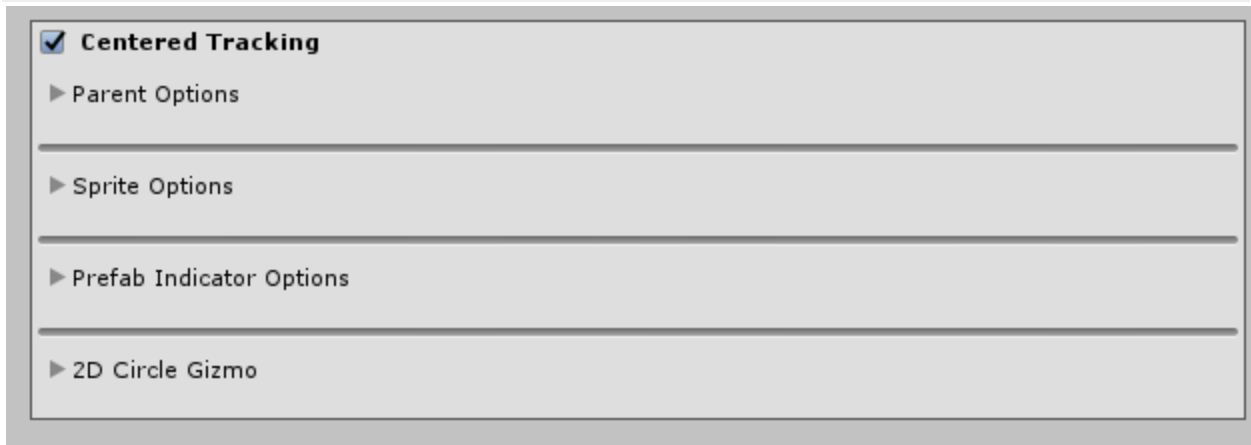 Centered Tracking
Parent Options
Sprite Options
Prefab Indicator Options
2D Circle Gizmo